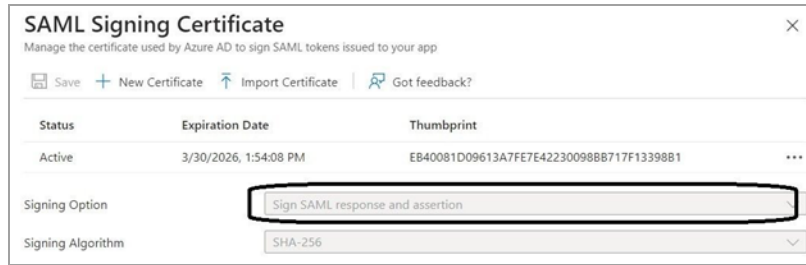 SAML Signing Certificate
Manage the certificate used by Azure AD to sign SAML tokens issued to your app
Save New Certificate Import Certificate Got feedback?
Status Expiration Date Thumbprint
Active 3/30/2026, 1:54:08 PM EB40081D09613A7FE7E42230098BB717F13398B1
Signing Option Sign SAML response and assertion
Signing Algorithm SHA-256